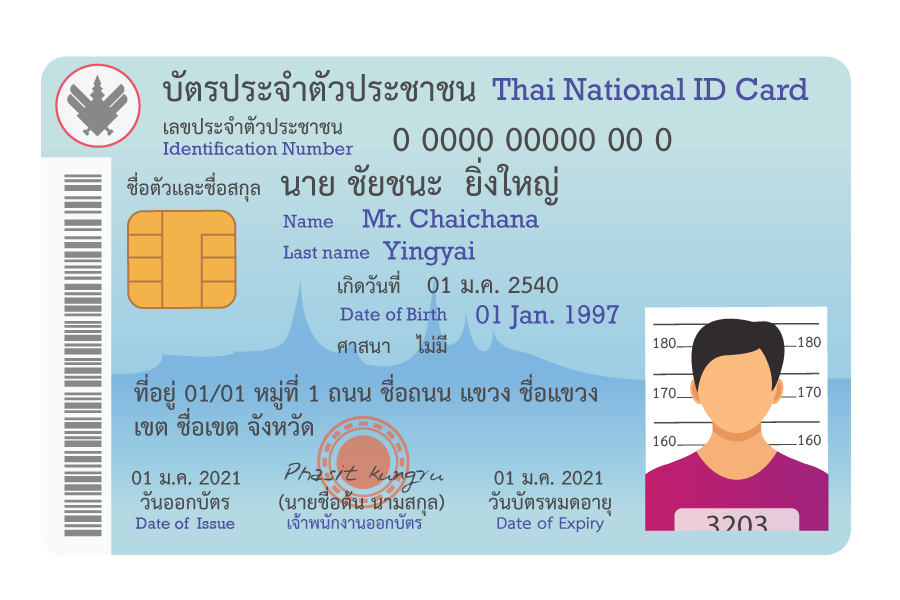 บัตรประจำตัวประชาชน Thai National ID Card
เลขประจำตัวประชาชน
Identification Number 0 0000 00000 00 0
ชื่อตัวและชื่อสกุล นาย ชัยชนะ ยิ่งใหญ่
Name Mr. Chaichana
Last name Yingyai
เกิดวันที่ 01 ม.ค. 2540
Date of Birth 01 Jan. 1997
ศาสนา ไม่มี
ที่อยู่ 01/01 หมู่ที่ 1 ถนน ชื่อถนน แขวง ชื่อแขวง
เขต ชื่อเขต จังหวัด
01 ม.ค. 2021
วันออกบัตร
Date of Issue
Phasit kungru
(นายชื่อต้น นามสกุล)
เจ้าพนักงานออกบัตร
01 ม.ค. 2021
วันบัตรหมดอายุ
Date of Expiry
180 180
170 170
160 160
3203